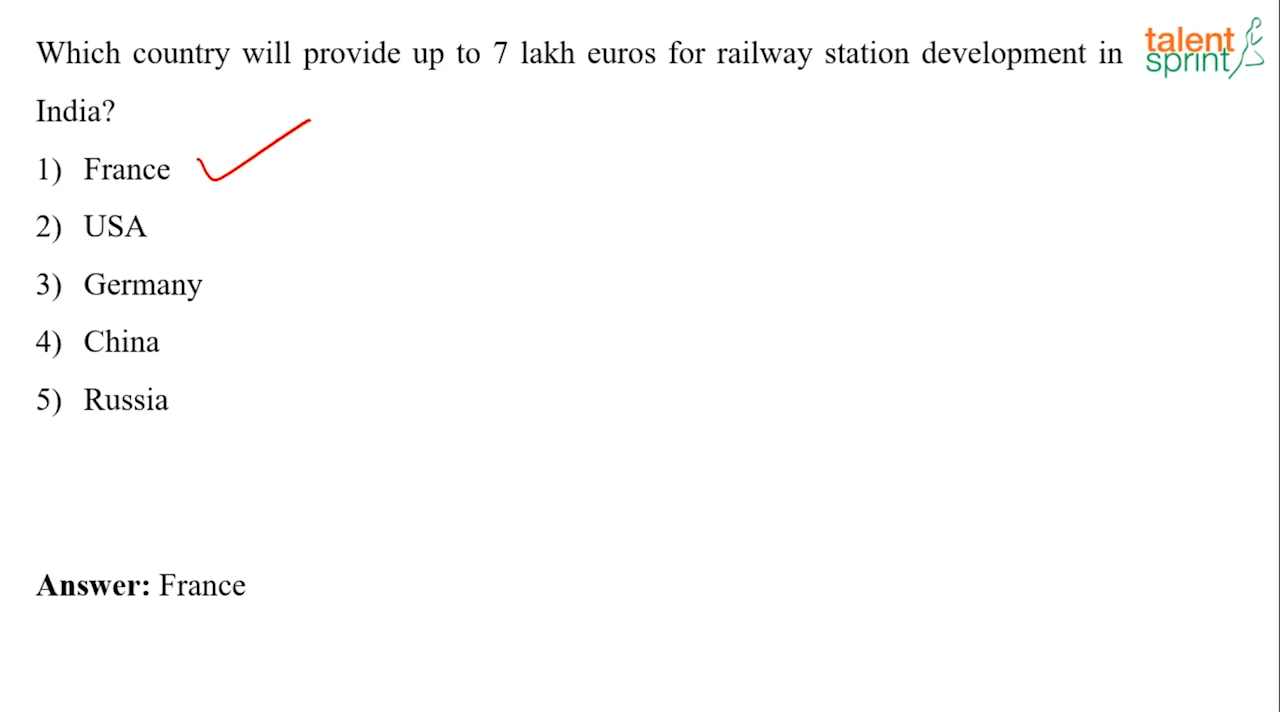 Which country will provide up to 7 lakh euros for railway station development in
India?
1) France
2) USA
3) Germany
4) China
5) Russia
Answer: France
talent
sprint